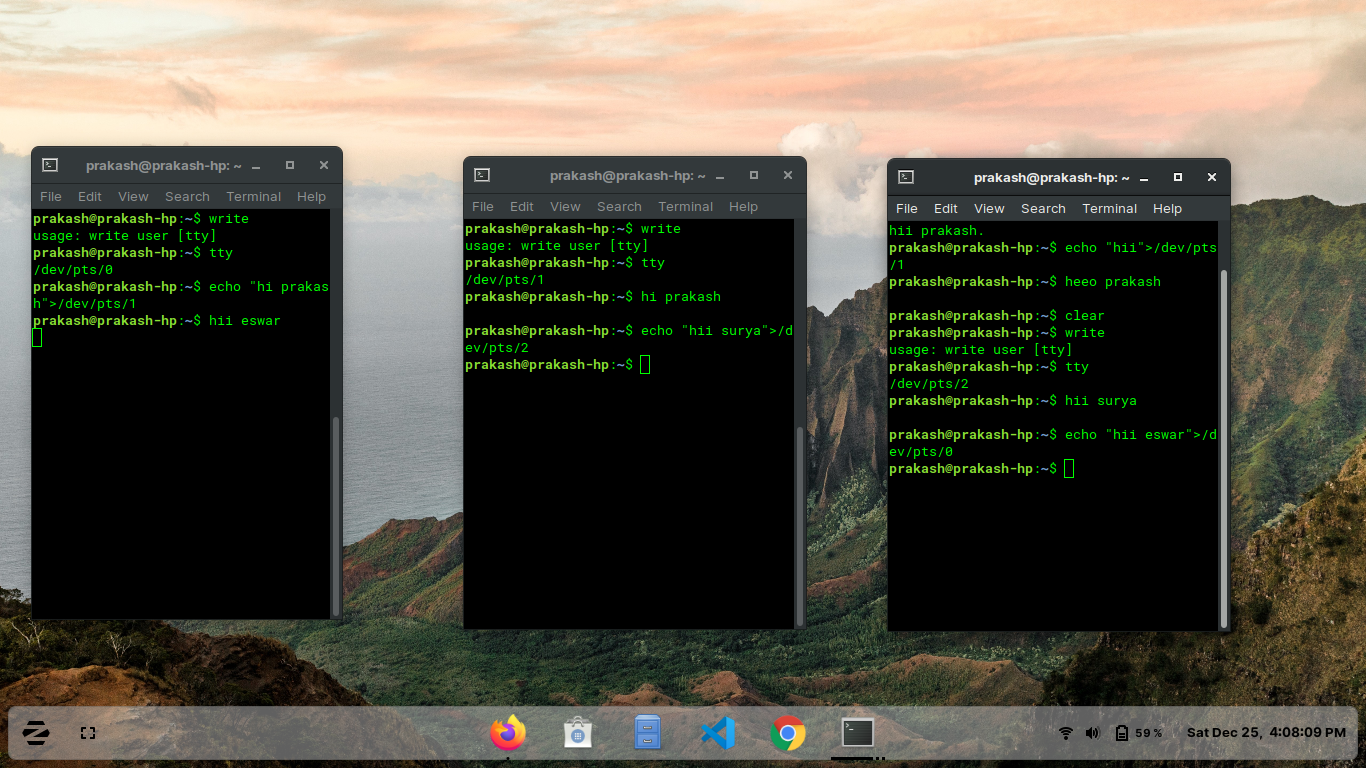 prakash@prakash-hp: ~
File Edit View Search Terminal Help
prakash@prakash-hp:~$ write
usage: write user [tty]
prakash@prakash-hp:~$ tty
/dev/pts/0
prakash@prakash-hp:~$ echo "hi prakas
h">/dev/pts/1
prakash@prakash-hp:~$ hii eswar
prakash@prakash-hp: ~
File Edit View Search Terminal Help
prakash@prakash-hp:~$ write
usage: write user [tty]
prakash@prakash-hp:~$ tty
/dev/pts/1
prakash@prakash-hp:~$ hi prakash
prakash@prakash-hp:~$ echo "hii surya">/d
ev/pts/2
prakash@prakash-hp:~$
prakash@prakash-hp: ~
File Edit View Search Terminal Help
hii prakash.
prakash@prakash-hp:~$ echo "hii">/dev/pts
/1
prakash@prakash-hp:~$ heeo prakash
prakash@prakash-hp:~$ clear
prakash@prakash-hp:~$ write
usage: write user [tty]
prakash@prakash-hp:~$ tty
/dev/pts/2
prakash@prakash-hp:~$ hii surya
prakash@prakash-hp:~$ echo "hii eswar">/d
ev/pts/0
prakash@prakash-hp:~$
59 % Sat Dec 25, 4:08:09 PM